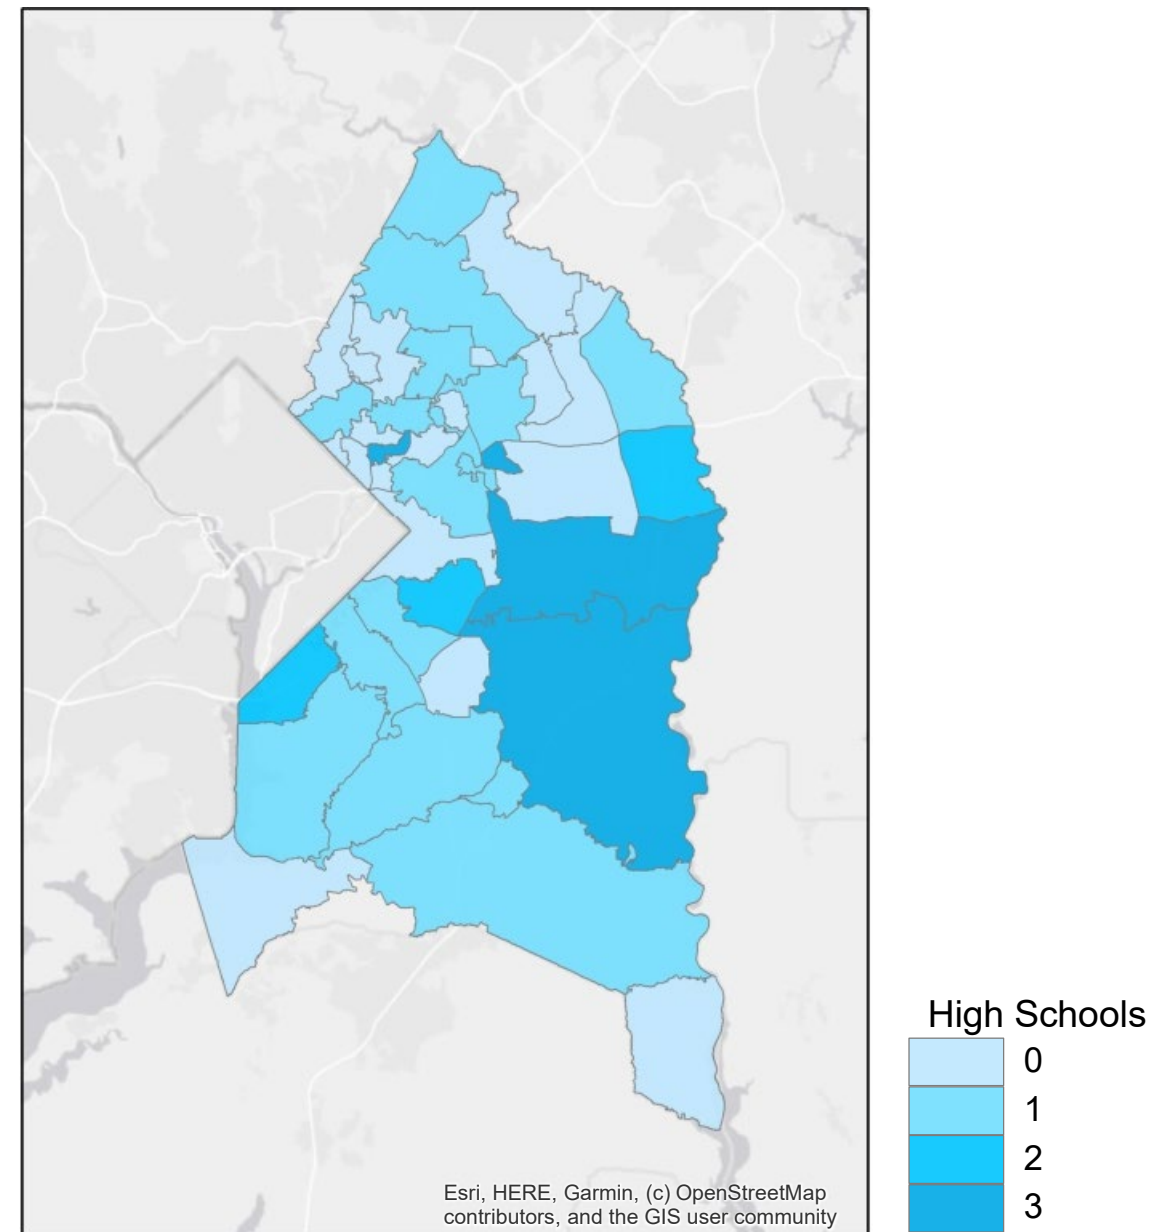 High Schools
0
1
2
3
Esri, HERE, Garmin, (c) OpenStreetMap
contributors, and the GIS user community